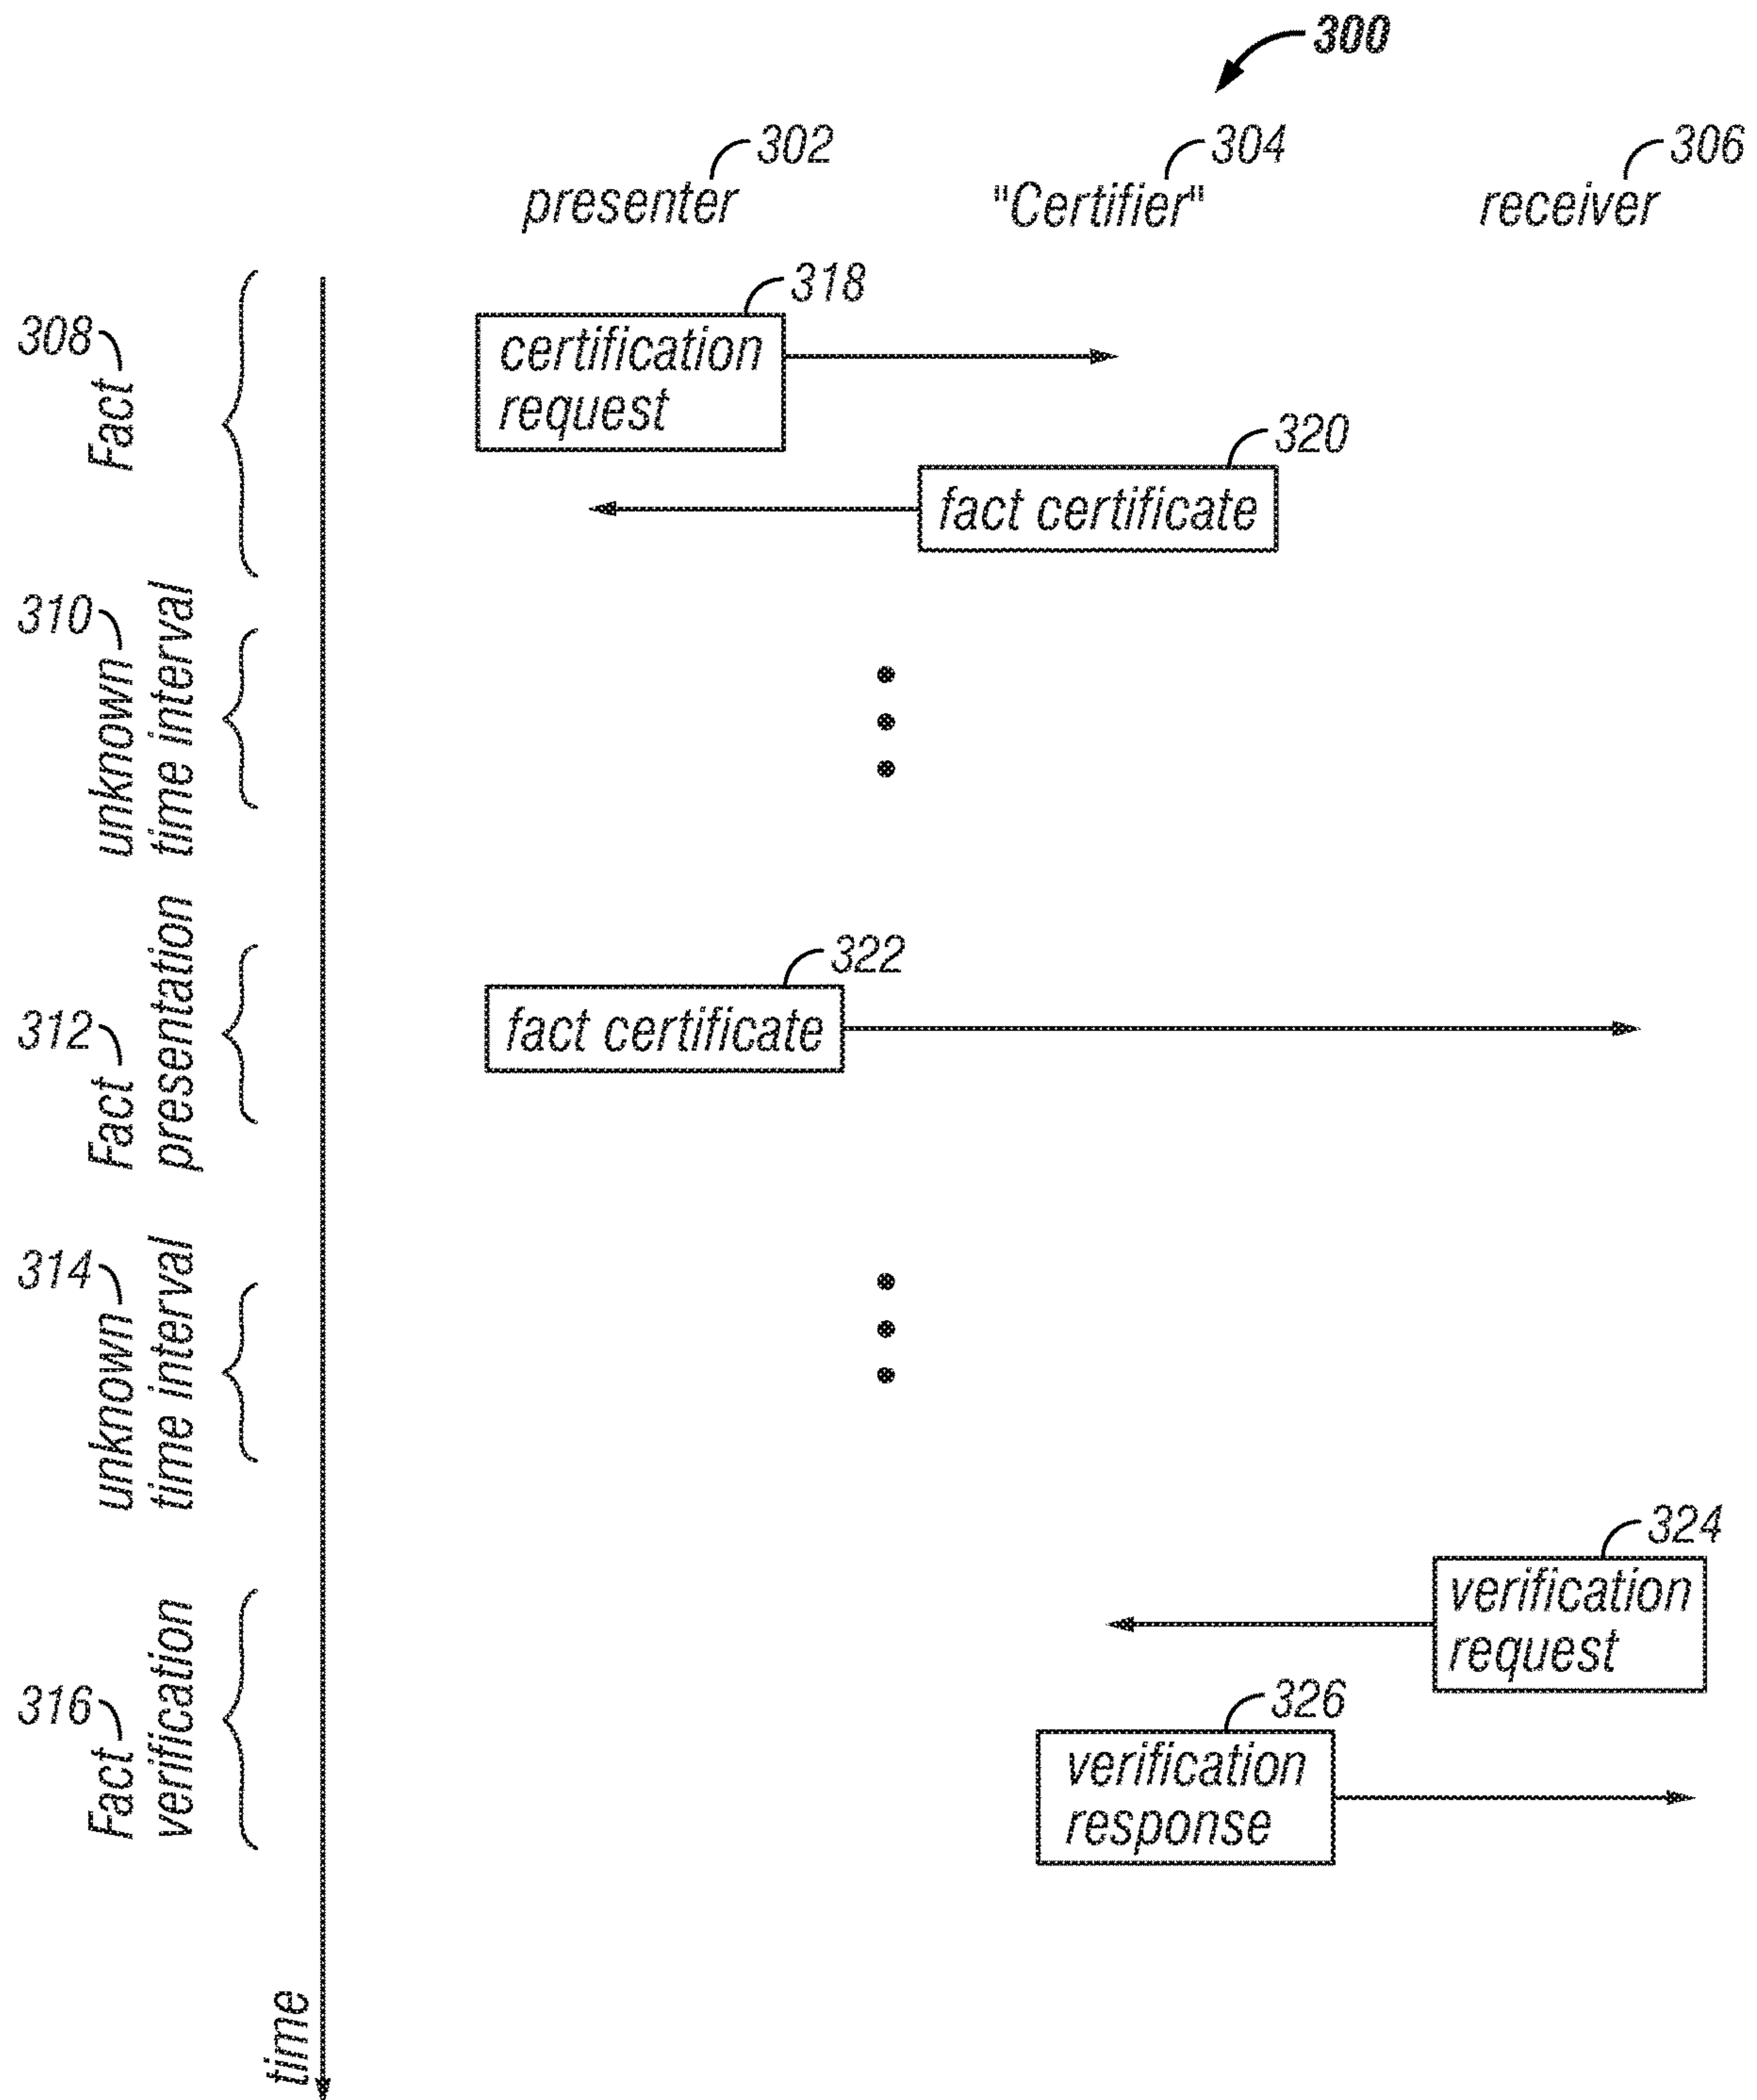 300
302
304
306
presenter
"Certifier"
receiver
308
Fact
318
certification
request
320
fact certificate
310
unknown
time interval
312
Fact
presentation
322
fact certificate
314
unknown
time interval
316
Fact
verification
324
verification
request
326
verification
response
time